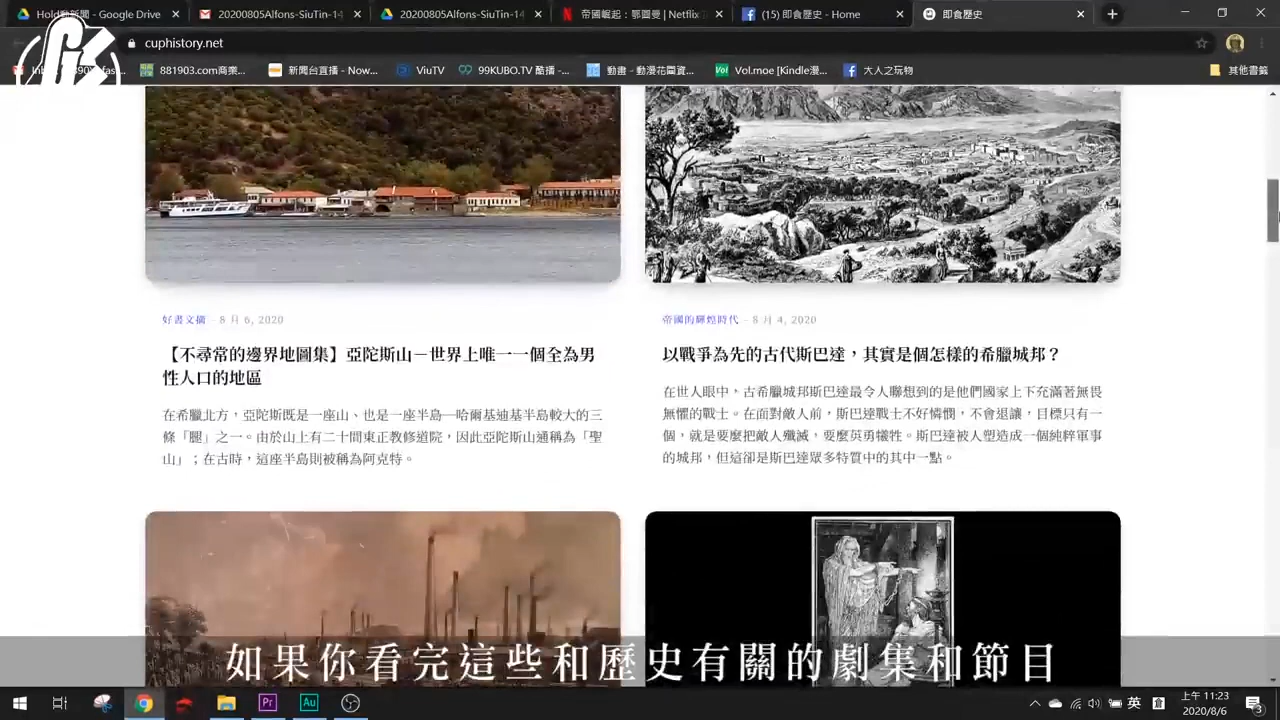 Hold動新聞 - Google Drive
20200805Alfons-SiuTin-14
20200805Alfons-SiuTin-14
帝國崛起：鄂圖曼 | Netflix
(15) 即食歷史 - Home
即食歷史
cuphistory.net
881903.com商業...
新聞台直播 - Now...
ViuTV
99KUBO.TV 酷播 -...
動畫 - 動漫花園資...
Vol.moe Kindle漫...
大人之玩物
其他書籤
好書文摘 - 8 月 6, 2020
【不尋常的邊界地圖集】亞陀斯山－世界上唯一一個全為男
性人口的地區
在希臘北方，亞陀斯既是一座山、也是一座半島─哈爾基迪基半島較大的三
條「腿」之一。由於山上有二十間東正教修道院，因此亞陀斯山通稱為「聖
山」；在古時，這座半島則被稱為阿克特。
帝國的輝煌時代 - 8 月 4, 2020
以戰爭為先的古代斯巴達，其實是個怎樣的希臘城邦？
在世人眼中，古希臘城邦斯巴達最令人聯想到的是他們國家上下充滿著無畏
無懼的戰士。在面對敵人前，斯巴達戰士不好憐憫，不會退讓，目標只有一
個，就是要麼把敵人殲滅，要麼英勇犧牲。斯巴達被人塑造成一個純粹軍事
的城邦，但這卻是斯巴達眾多特質中的其中一點。
如果你看完這些和歷史有關的劇集和節目
Pr
Au
英
倉
上午 11:23
2020/8/6
3